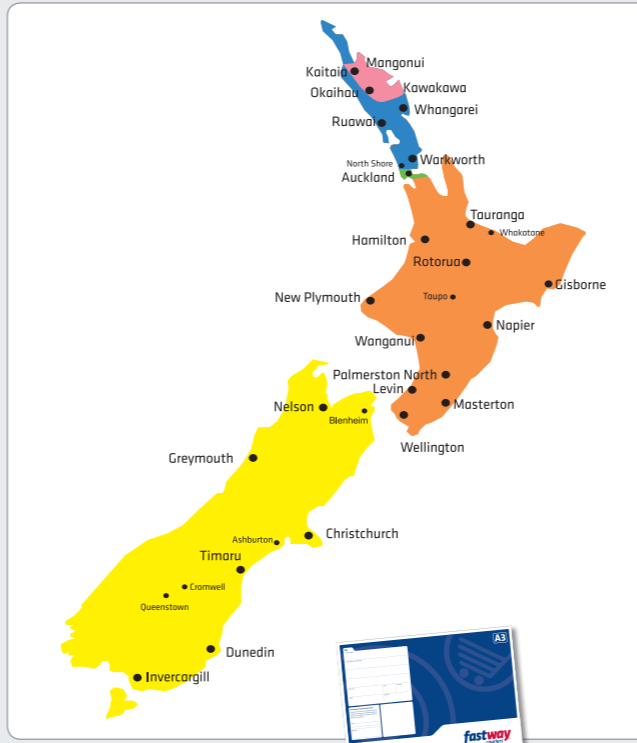 Mangonui
Kaitaia
Okaihau
Kawakawa
Whangarei
Ruawai
North Shore
Warkworth
Auckland
Tauranga
Whakatane
Hamilton
Rotorua
Gisborne
New Plymouth
Taupo
Napier
Wanganui
Palmerston North
Levin
Nelson
Masterton
Blenheim
Wellington
Greymouth
Christchurch
Ashburton
Timaru
Cromwell
Queenstown
Dunedin
Invercargill
A3
fastway